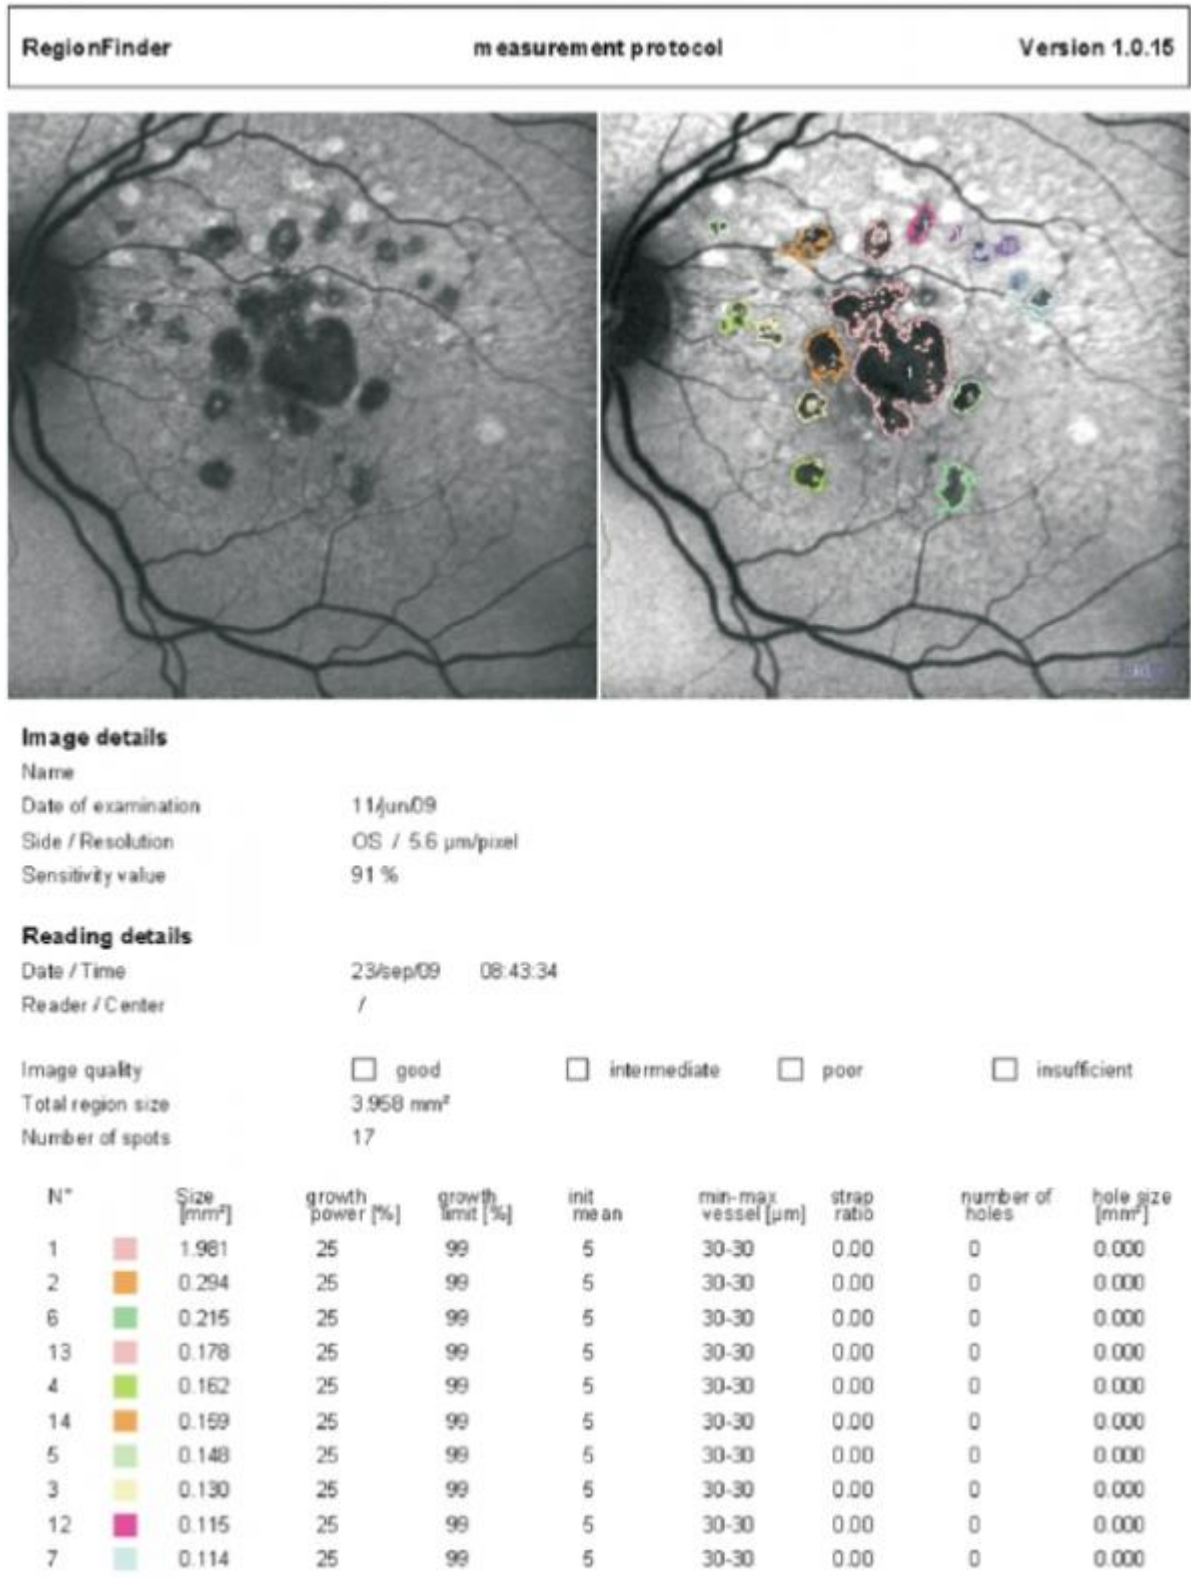 RegionFinder measurement protocol Version 1.0.15
Image details
Name
Date of examination 11/jun/09
Side / Resolution OS / 5.6 µm/pixel
Sensitivity value 91 %
Reading details
Date / Time 23/sep/09 08:43:34
Reader / Center /
Image quality good intermediate poor insufficient
Total region size 3.958 mm²
Number of spots 17
N° Size growth growth init min-max strap number of hole size
[mm²] power [%] limit [%] mean vessel [µm] ratio holes [mm²]
1 1.981 25 99 5 30-30 0.00 0 0.000
2 0.294 25 99 5 30-30 0.00 0 0.000
6 0.215 25 99 5 30-30 0.00 0 0.000
13 0.178 25 99 5 30-30 0.00 0 0.000
4 0.162 25 99 5 30-30 0.00 0 0.000
14 0.159 25 99 5 30-30 0.00 0 0.000
5 0.148 25 99 5 30-30 0.00 0 0.000
3 0.130 25 99 5 30-30 0.00 0 0.000
12 0.115 25 99 5 30-30 0.00 0 0.000
7 0.114 25 99 5 30-30 0.00 0 0.000